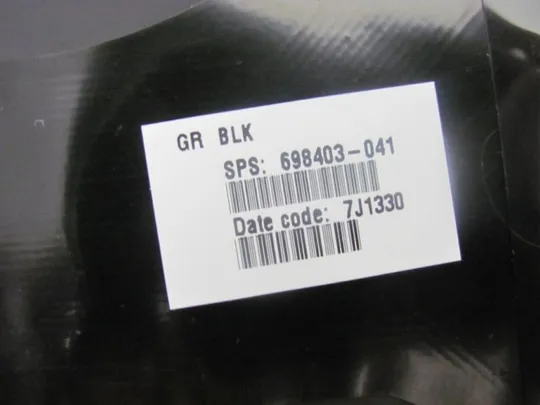 GR BLK
SPS: 698403-041
Date code: 7J1330